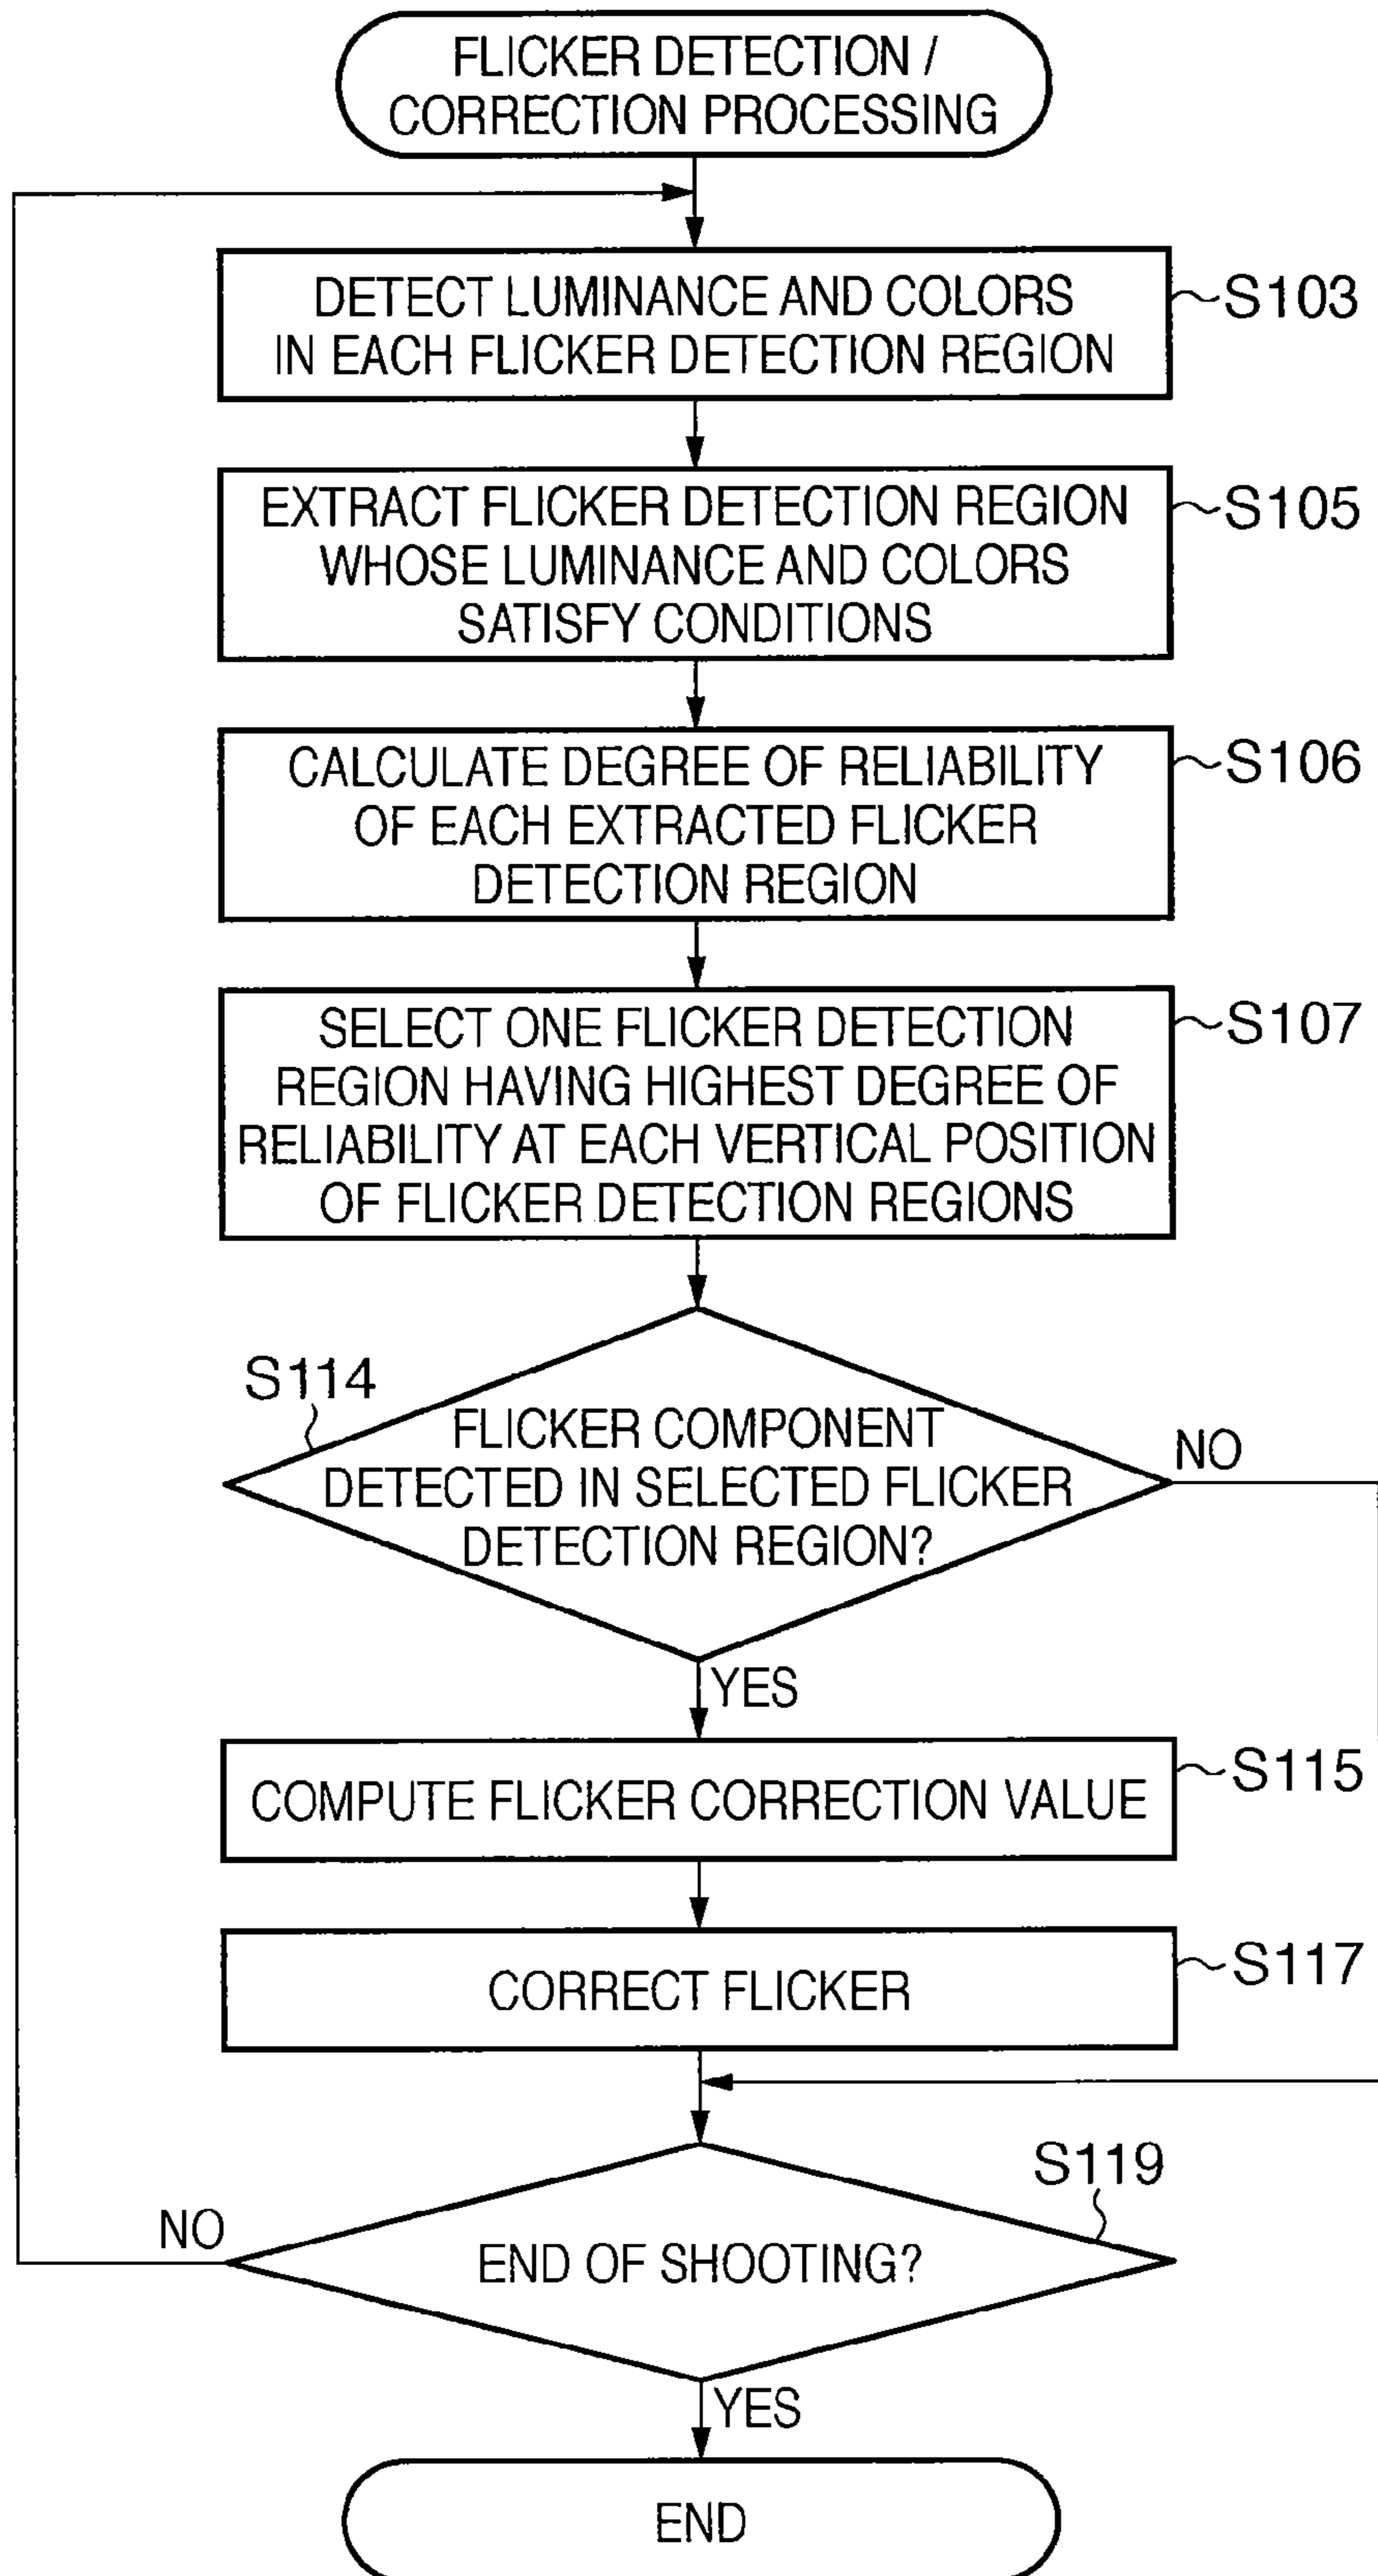 FLICKER DETECTION /
CORRECTION PROCESSING
DETECT LUMINANCE AND COLORS
IN EACH FLICKER DETECTION REGION
S103
EXTRACT FLICKER DETECTION REGION
WHOSE LUMINANCE AND COLORS
SATISFY CONDITIONS
S105
CALCULATE DEGREE OF RELIABILITY
OF EACH EXTRACTED FLICKER
DETECTION REGION
S106
SELECT ONE FLICKER DETECTION
REGION HAVING HIGHEST DEGREE OF
RELIABILITY AT EACH VERTICAL POSITION
OF FLICKER DETECTION REGIONS
S107
S114
FLICKER COMPONENT
DETECTED IN SELECTED FLICKER
DETECTION REGION?
NO
YES
COMPUTE FLICKER CORRECTION VALUE
S115
CORRECT FLICKER
S117
S119
NO
END OF SHOOTING?
YES
END